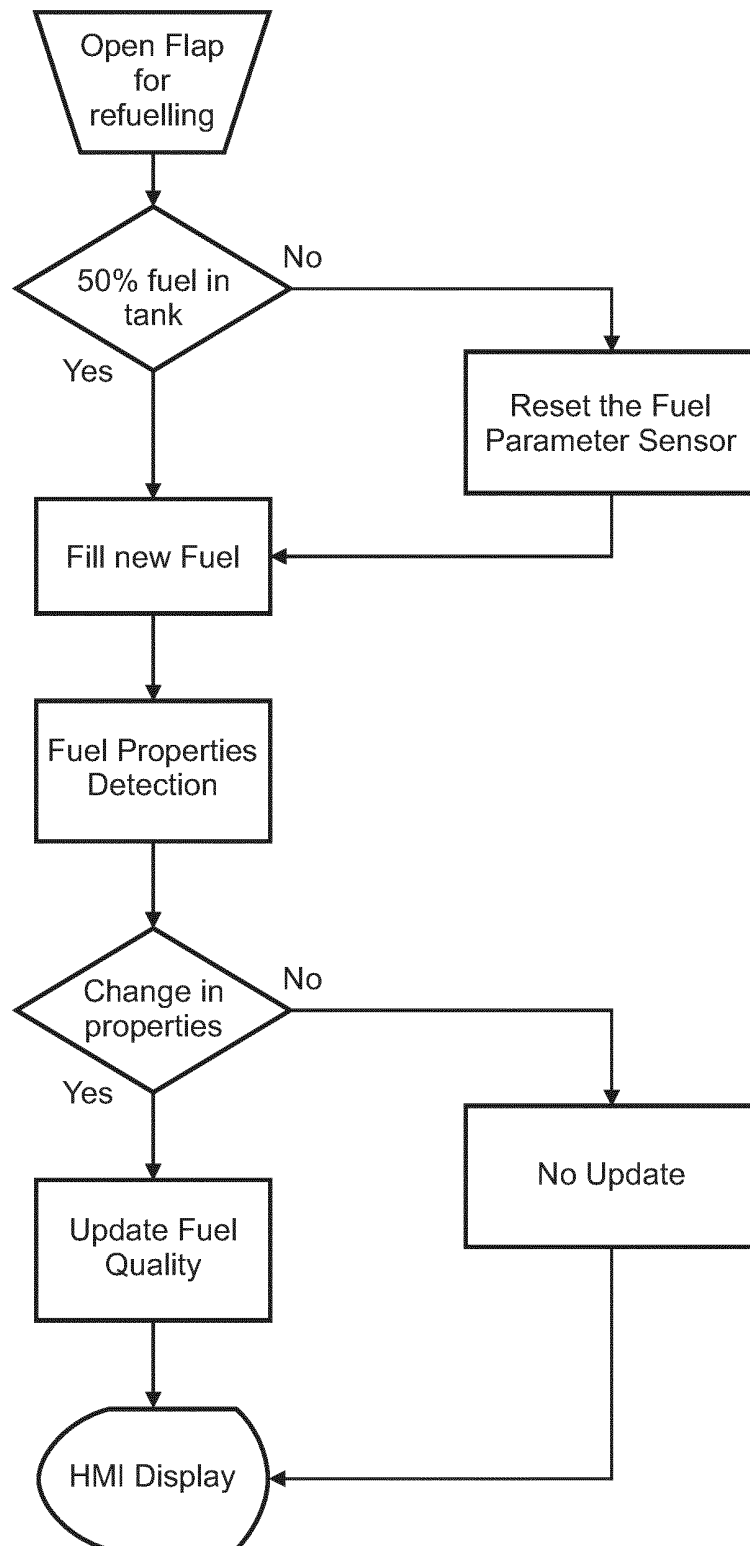 Open Flap
for
refuelling
50% fuel in
tank
No
Yes
Reset the Fuel
Parameter Sensor
Fill new Fuel
Fuel Properties
Detection
Change in
properties
No
Yes
No Update
Update Fuel
Quality
HMI Display